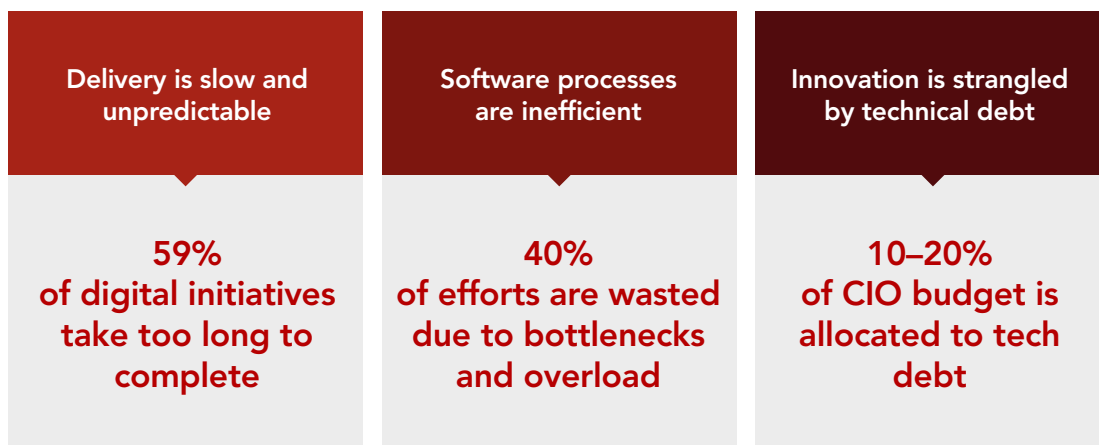 Delivery is slow and
unpredictable
59%
of digital initiatives
take too long to
complete
Software processes
are inefficient
40%
of efforts are wasted
due to bottlenecks
and overload
Innovation is strangled
by technical debt
10–20%
of CIO budget is
allocated to tech
debt